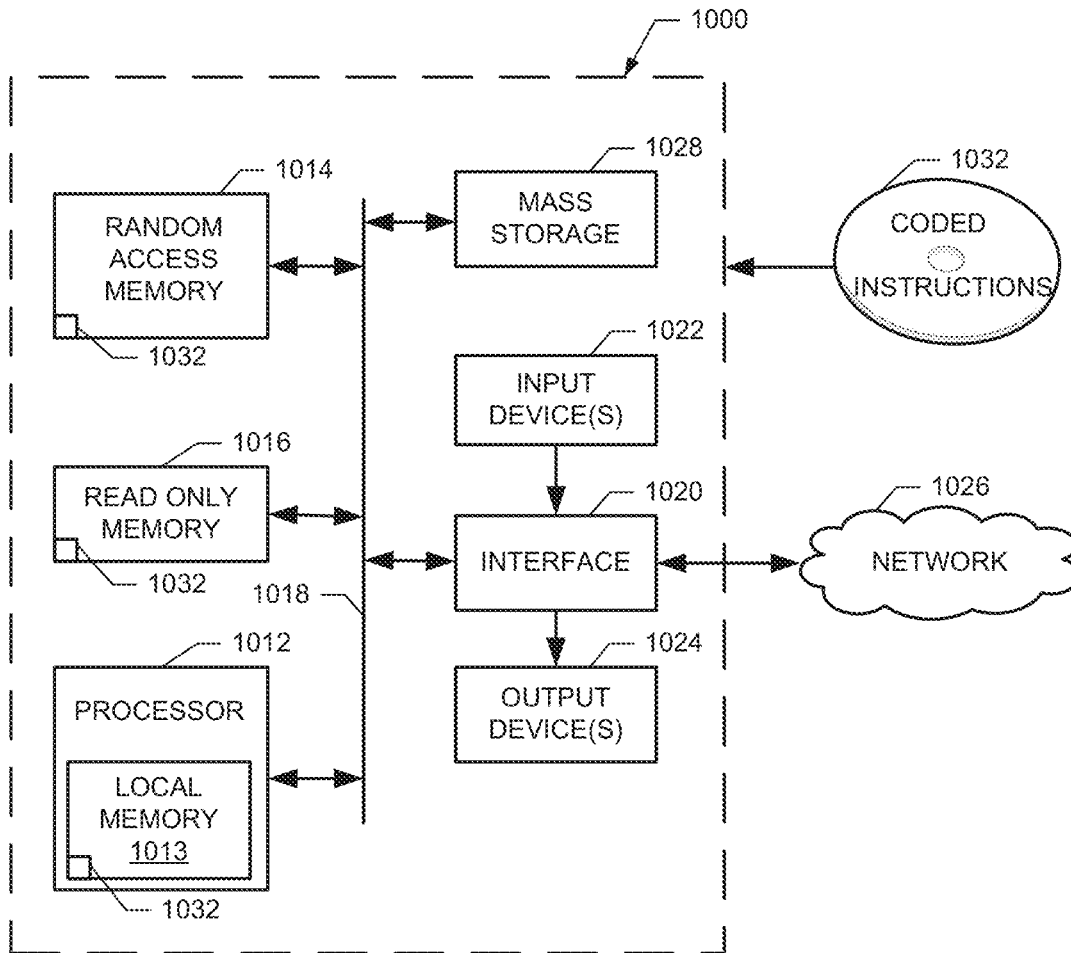 1000
1014
RANDOM
ACCESS
MEMORY
1032
1028
MASS
STORAGE
1032
CODED
INSTRUCTIONS
1022
INPUT
DEVICE(S)
1016
READ ONLY
MEMORY
1032
1020
INTERFACE
1026
NETWORK
1018
1012
PROCESSOR
LOCAL
MEMORY
1013
1032
1024
OUTPUT
DEVICE(S)